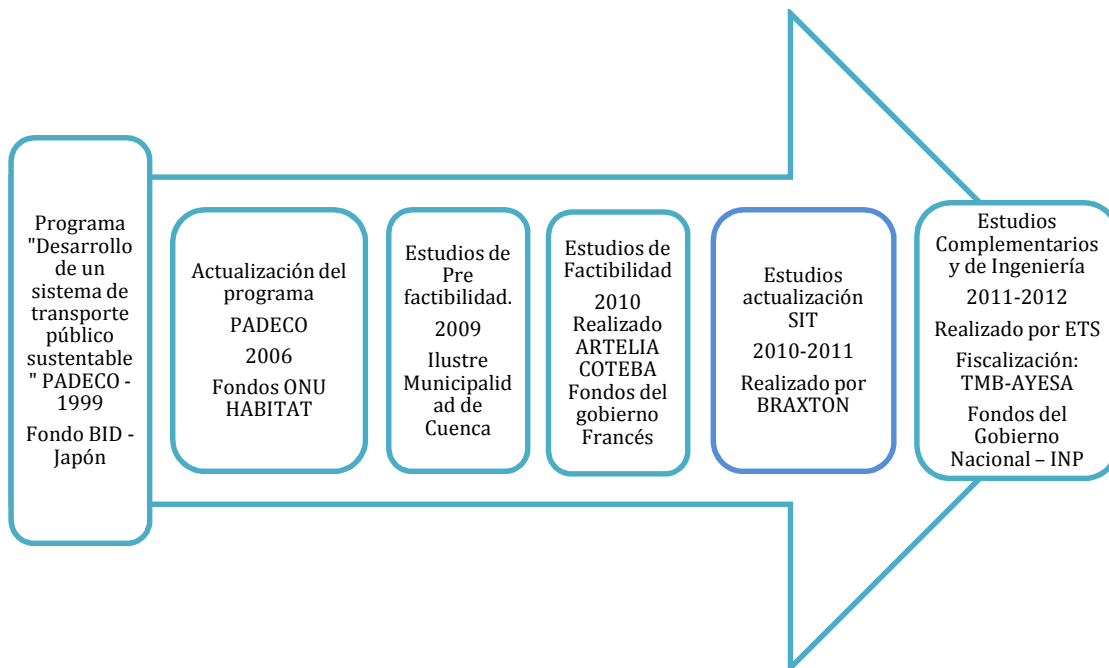 Programa
"Desarrollo
de un
sistema de
transporte
público
sustentable
" PADECO -
1999
Fondo BID -
Japón
Actualización del
programa
PADECO
2006
Fondos ONU
HABITAT
Estudios de
Pre
factibilidad.
2009
Ilustre
Municipalid
ad de
Cuenca
Estudios de
Factibilidad
2010
Realizado
ARTELIA
COTEBA
Fondos del
gobierno
Francés
Estudios
actualización
SIT
2010-2011
Realizado por
BRAXTON
Estudios
Complementarios
y de Ingeniería
2011-2012
Realizado por ETS
Fiscalización:
TMB-AYESA
Fondos del
Gobierno
Nacional – INP